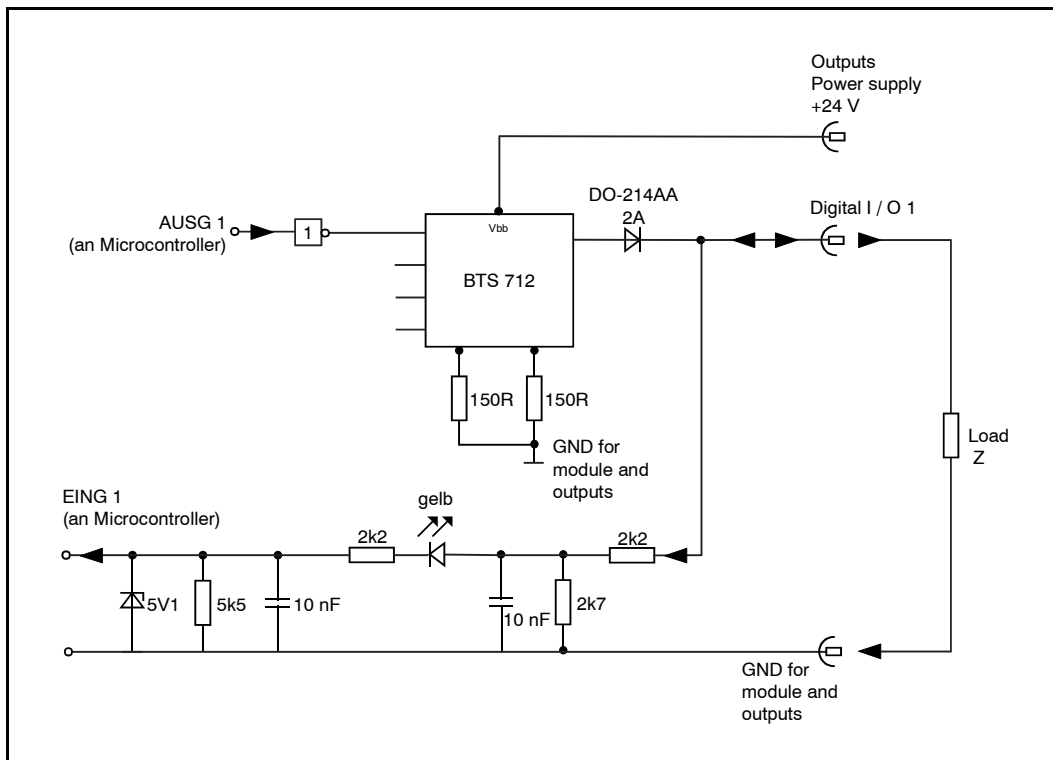 Outputs
Power supply
+24 V
DO-214AA
2A
Digital I / O 1
AUSG 1
(an Microcontroller)
1
Vbb
BTS 712
150R
150R
GND for
module and
outputs
Load
Z
EING 1
(an Microcontroller)
gelb
2k2
2k2
5V1
5k5
10 nF
10 nF
2k7
GND for
module and
outputs